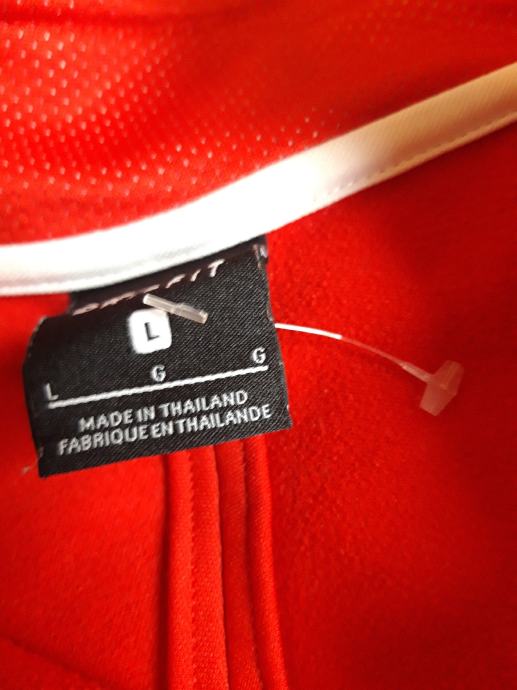 L
L G G
MADE IN THAILAND
FABRIQUE EN THAILANDE